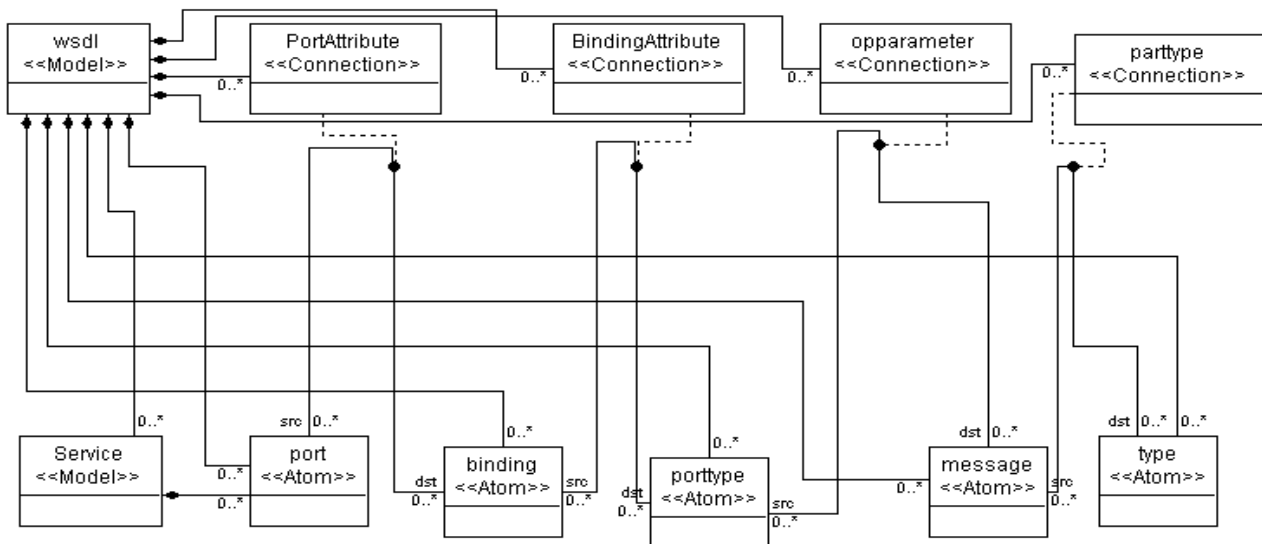 wsdl
<<Model>>
PortAttribute
<<Connection>>
BindingAttribute
<<Connection>>
opparameter
<<Connection>>
parttype
<<Connection>>
0..*
0..*
0..*
0..*
0..*
src 0..*
0..*
0..*
dst 0..*
dst 0..*
Service
<<Model>>
port
<<Atom>>
0..*
0..*
binding
<<Atom>>
dst
0..*
src
0..*
porttype
<<Atom>>
dst
0..*
src
0..*
message
<<Atom>>
0..*
src
0..*
type
<<Atom>>
0..*